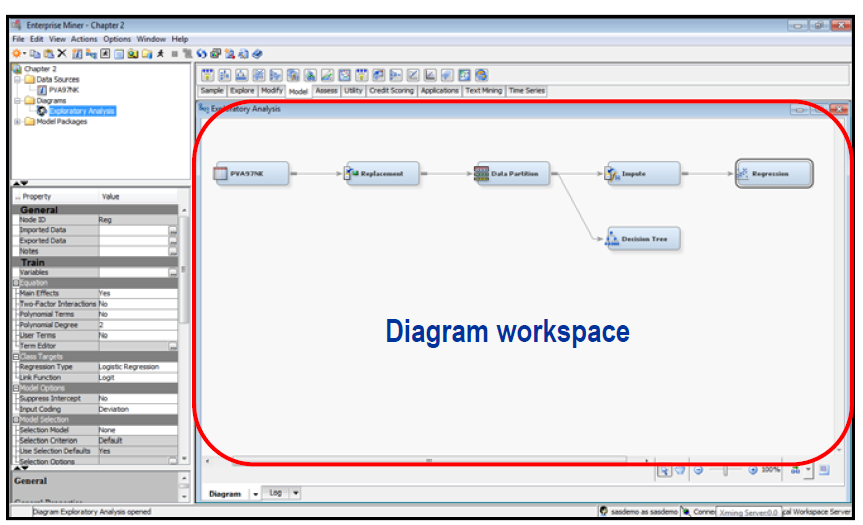 Enterprise Miner - Chapter 2
File Edit View Actions Options Window Help
Chapter 2
Data Sources
PVA97NK
Diagrams
Exploratory Analysis
Model Packages
Sample Explore Modify Model Assess Utility Credit Scoring Applications Text Mining Time Series
Exploratory Analysis
PVA97NK Replacement Data Partition Impute Regression
Decision Tree
Diagram workspace
... Property Value
General
Node ID Reg
Imported Data ...
Exported Data ...
Notes ...
Train
Variables ...
Equation
Main Effects Yes
Two-Factor Interactions No
Polynomial Terms No
Polynomial Degree 2
User Terms No
Term Editor ...
Class Targets
Regression Type Logistic Regression
Link Function Logit
Model Options
Suppress Intercept No
Input Coding Deviation
Model Selection
Selection Model None
Selection Criterion Default
Use Selection Defaults Yes
Selection Options ...
General
General Properties
100%
Diagram Log
Diagram Exploratory Analysis opened
sasdemo as sasdemo Connec Xming Server:0.0 cal Workspace Server